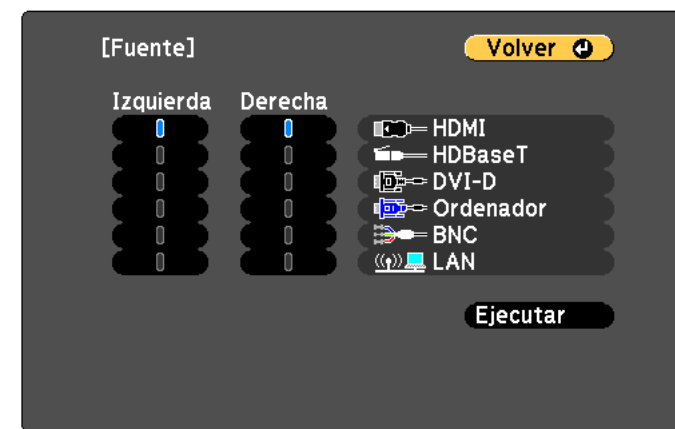 [Fuente]
Volver
Izquierda Derecha
HDMI
HDBaseT
DVI-D
Ordenador
BNC
LAN
Ejecutar